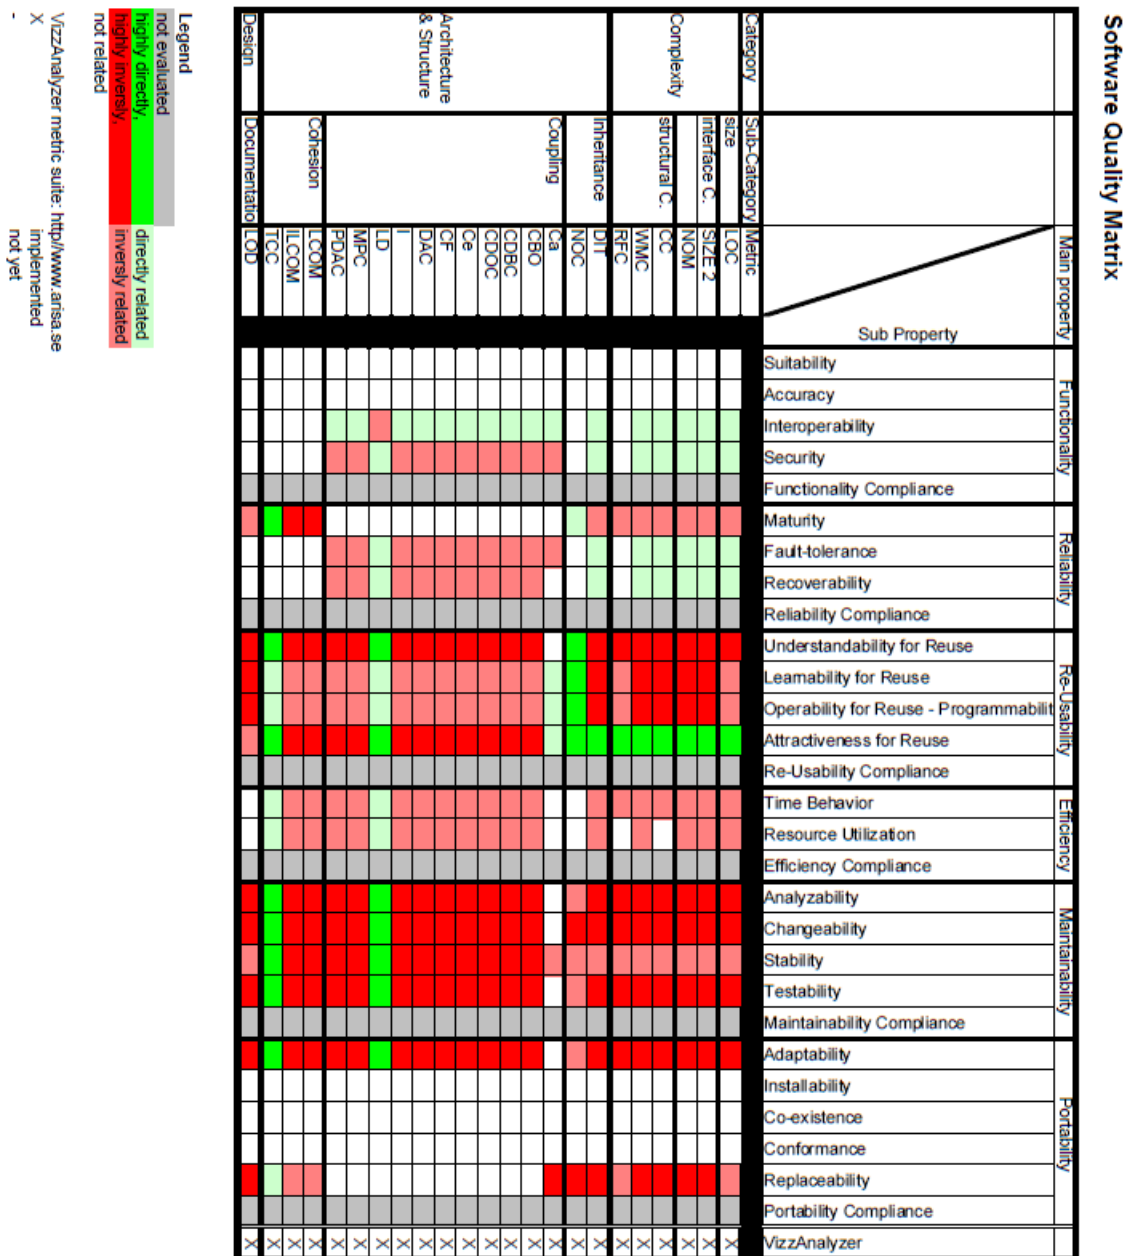 Software Quality Matrix
Main property
Sub Property
Functionality
Suitability
Accuracy
Interoperability
Security
Functionality Compliance
Reliability
Maturity
Fault-tolerance
Recoverability
Reliability Compliance
Re-Usability
Understandability for Reuse
Learnability for Reuse
Operability for Reuse - Programmabilit
Attractiveness for Reuse
Re-Usability Compliance
Efficiency
Time Behavior
Resource Utilization
Efficiency Compliance
Maintainability
Analyzability
Changeability
Stability
Testability
Maintainability Compliance
Portability
Adaptability
Installability
Co-existence
Conformance
Replaceability
Portability Compliance
VizzAnalyzer
Category Sub-Category Metric
Complexity size LOC X
interface C. SIZE 2 X
NOM X
structural C. CC X
WMC X
RFC X
Architecture & Structure Inheritance DIT X
NOC X
Coupling Ca X
CBO X
CDBC X
CDOC X
Ce X
CF X
DAC X
I X
LD X
MPC X
PDAC X
Cohesion LCOM X
ILCOM X
TCC X
Design Documentatio LOD X
Legend
not evaluated
highly directly, directly related
highly inversly, inversly related
not related
VizzAnalyzer metric suite: http//www.arisa.se
X implemented
- not yet